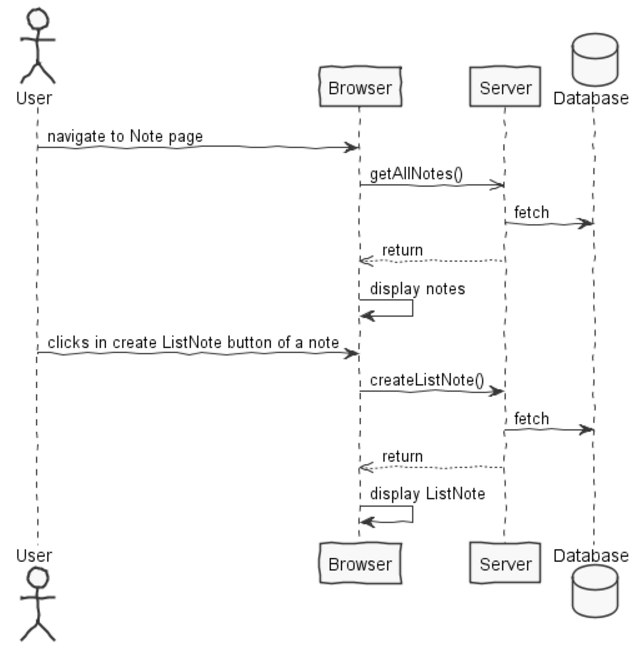 User
Browser
Server
Database
navigate to Note page
getAllNotes()
fetch
return
display notes
clicks in create ListNote button of a note
createListNote()
fetch
return
display ListNote
User
Browser
Server
Database